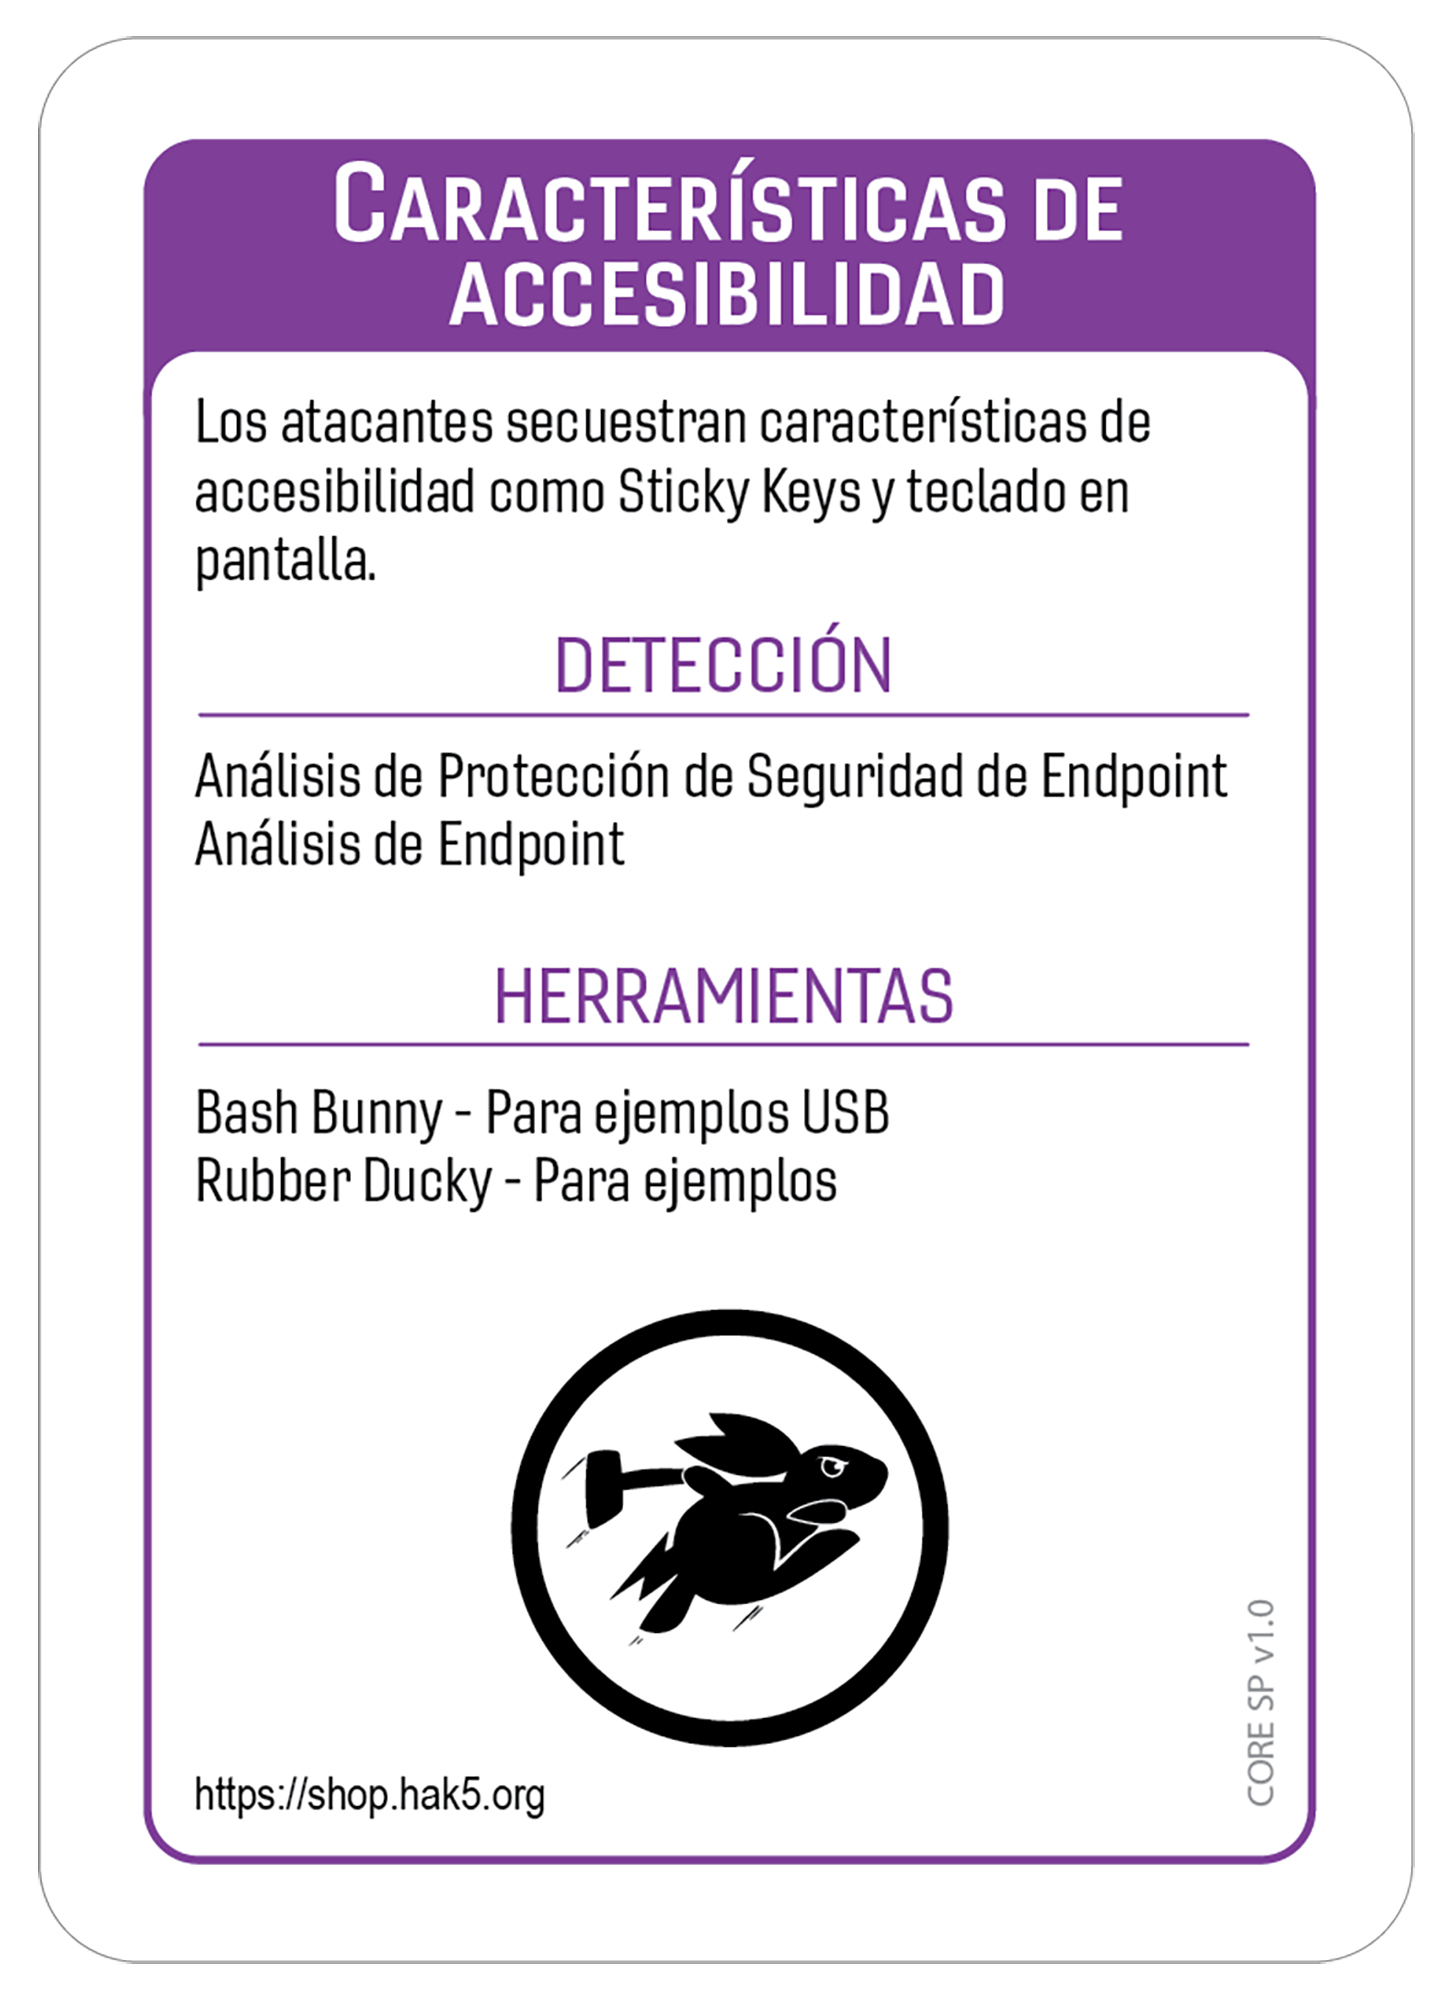 Características de
accesibilidad
Los atacantes secuestran características de
accesibilidad como Sticky Keys y teclado en
pantalla.
DETECCIÓN
Análisis de Protección de Seguridad de Endpoint
Análisis de Endpoint
HERRAMIENTAS
Bash Bunny - Para ejemplos USB
Rubber Ducky - Para ejemplos
https://shop.hak5.org
CORE SP v1.0